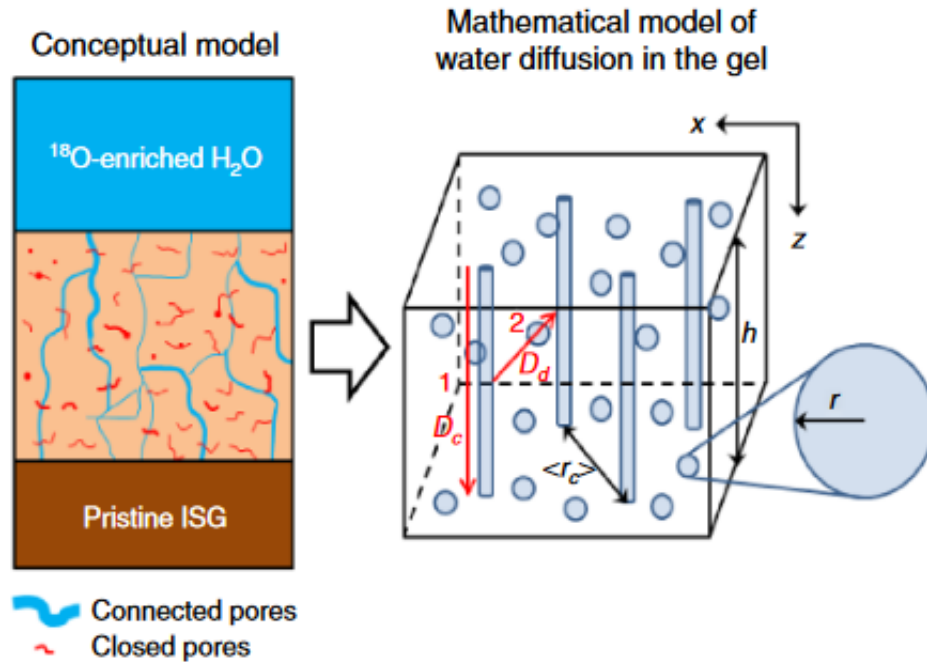 Conceptual model
¹⁸O-enriched H₂O
Pristine ISG
Connected pores
Closed pores
Mathematical model of
water diffusion in the gel
x
z
h
r
1
D_c
2
D_d
<r_c>